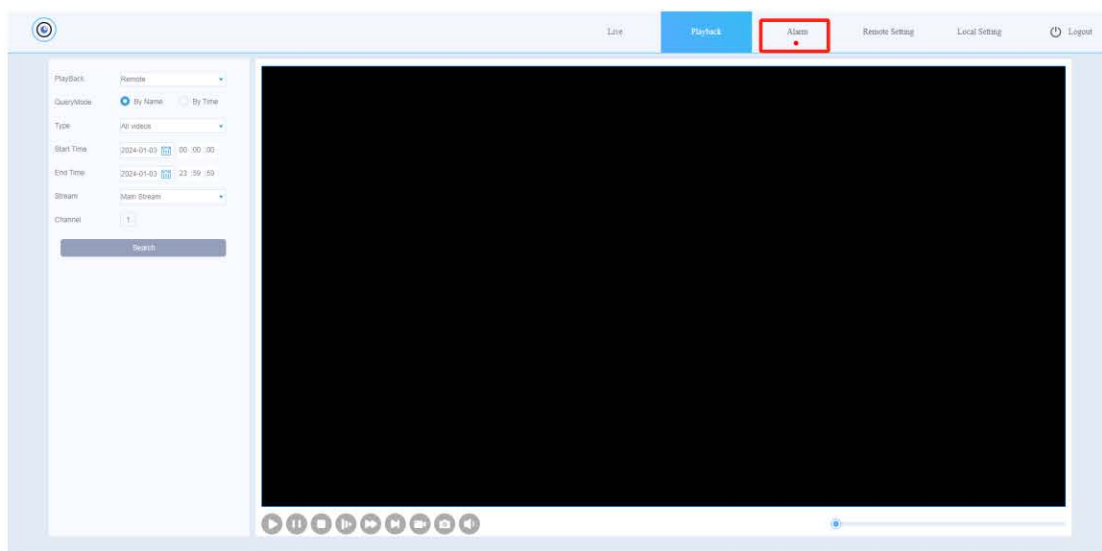 Live Playback Alarm Remote Setting Local Setting Logout
PlayBack Remote
QueryMode By Name By Time
Type All videos
Start Time 2024-01-03 00 :00 :00
End Time 2024-01-03 23 :59 :59
Stream Main Stream
Channel 1
Search